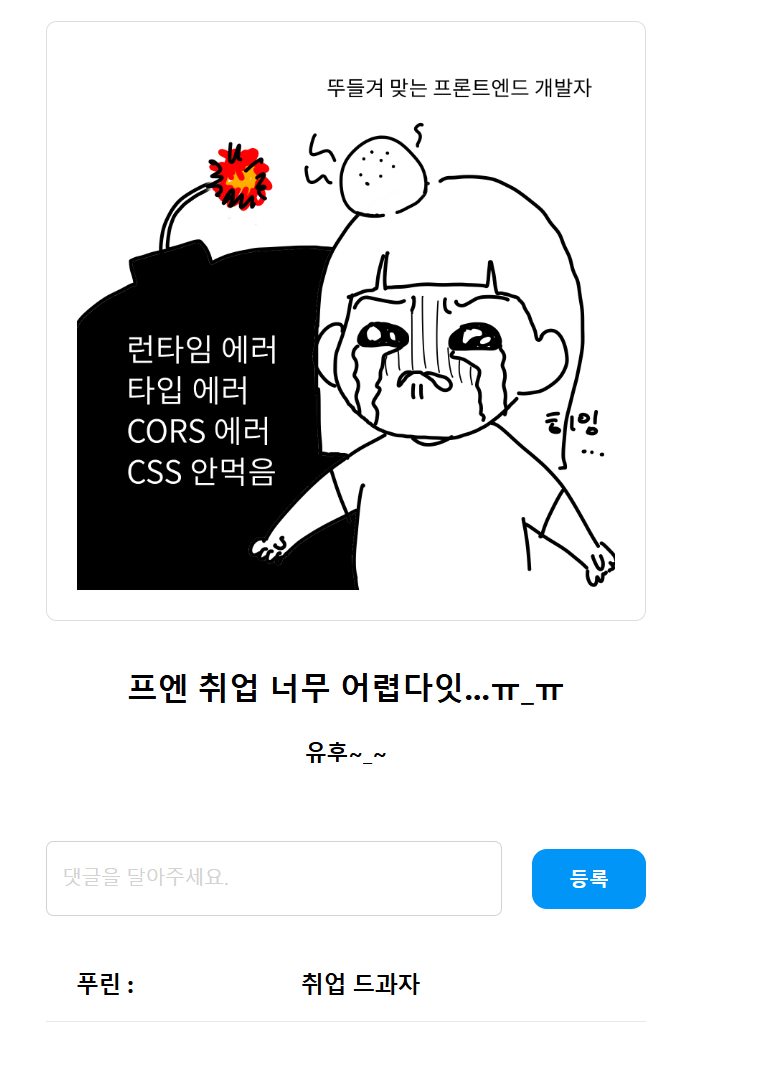 뚜들겨 맞는 프론트엔드 개발자
런타임 에러
타입 에러
CORS 에러
CSS 안먹음
히잉
...
프엔 취업 너무 어렵다잇...ㅠ_ㅠ
유후~_~
댓글을 달아주세요.
등록
푸린 : 취업 드과자